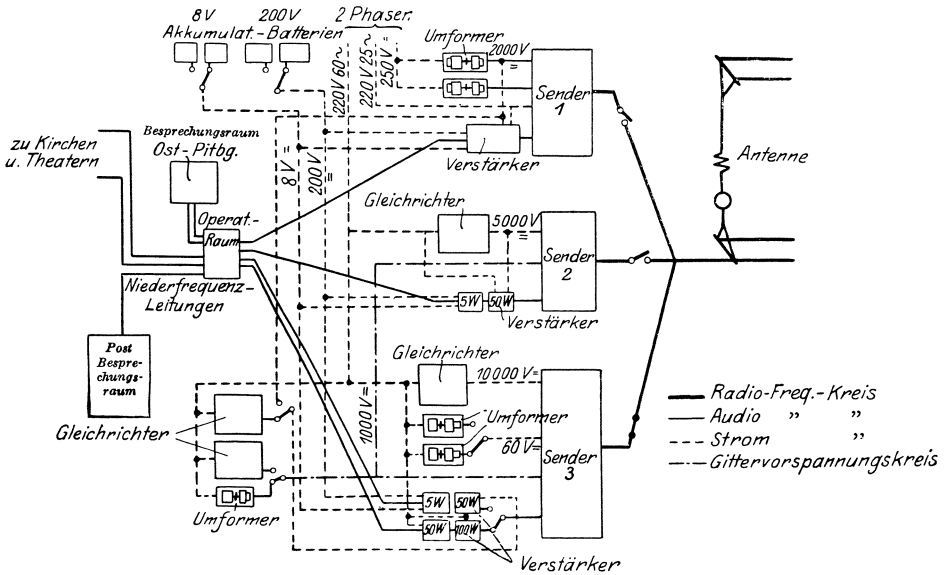 8V 200V 2 Phasen.
Akkumulat.-Batterien
Umformer
2000V
=
220V 60~
220V 25~
250V=
Sender
1
Besprechungsraum
Ost-Pitbg.
zu Kirchen
u. Theatern
Verstärker
Antenne
8V=
200V=
Gleichrichter
5000V
=
Operat.-
Raum
Sender
2
Niederfrequenz-
Leitungen
5W 50W
Verstärker
Post
Bespre-
chungs-
raum
Gleichrichter
10000V=
1000V=
Umformer
60V=
Gleichrichter
Sender
3
Umformer
5W 50W
50W 100W
Verstärker
Radio-Freq.-Kreis
Audio „ „
Strom „
Gittervorspannungskreis